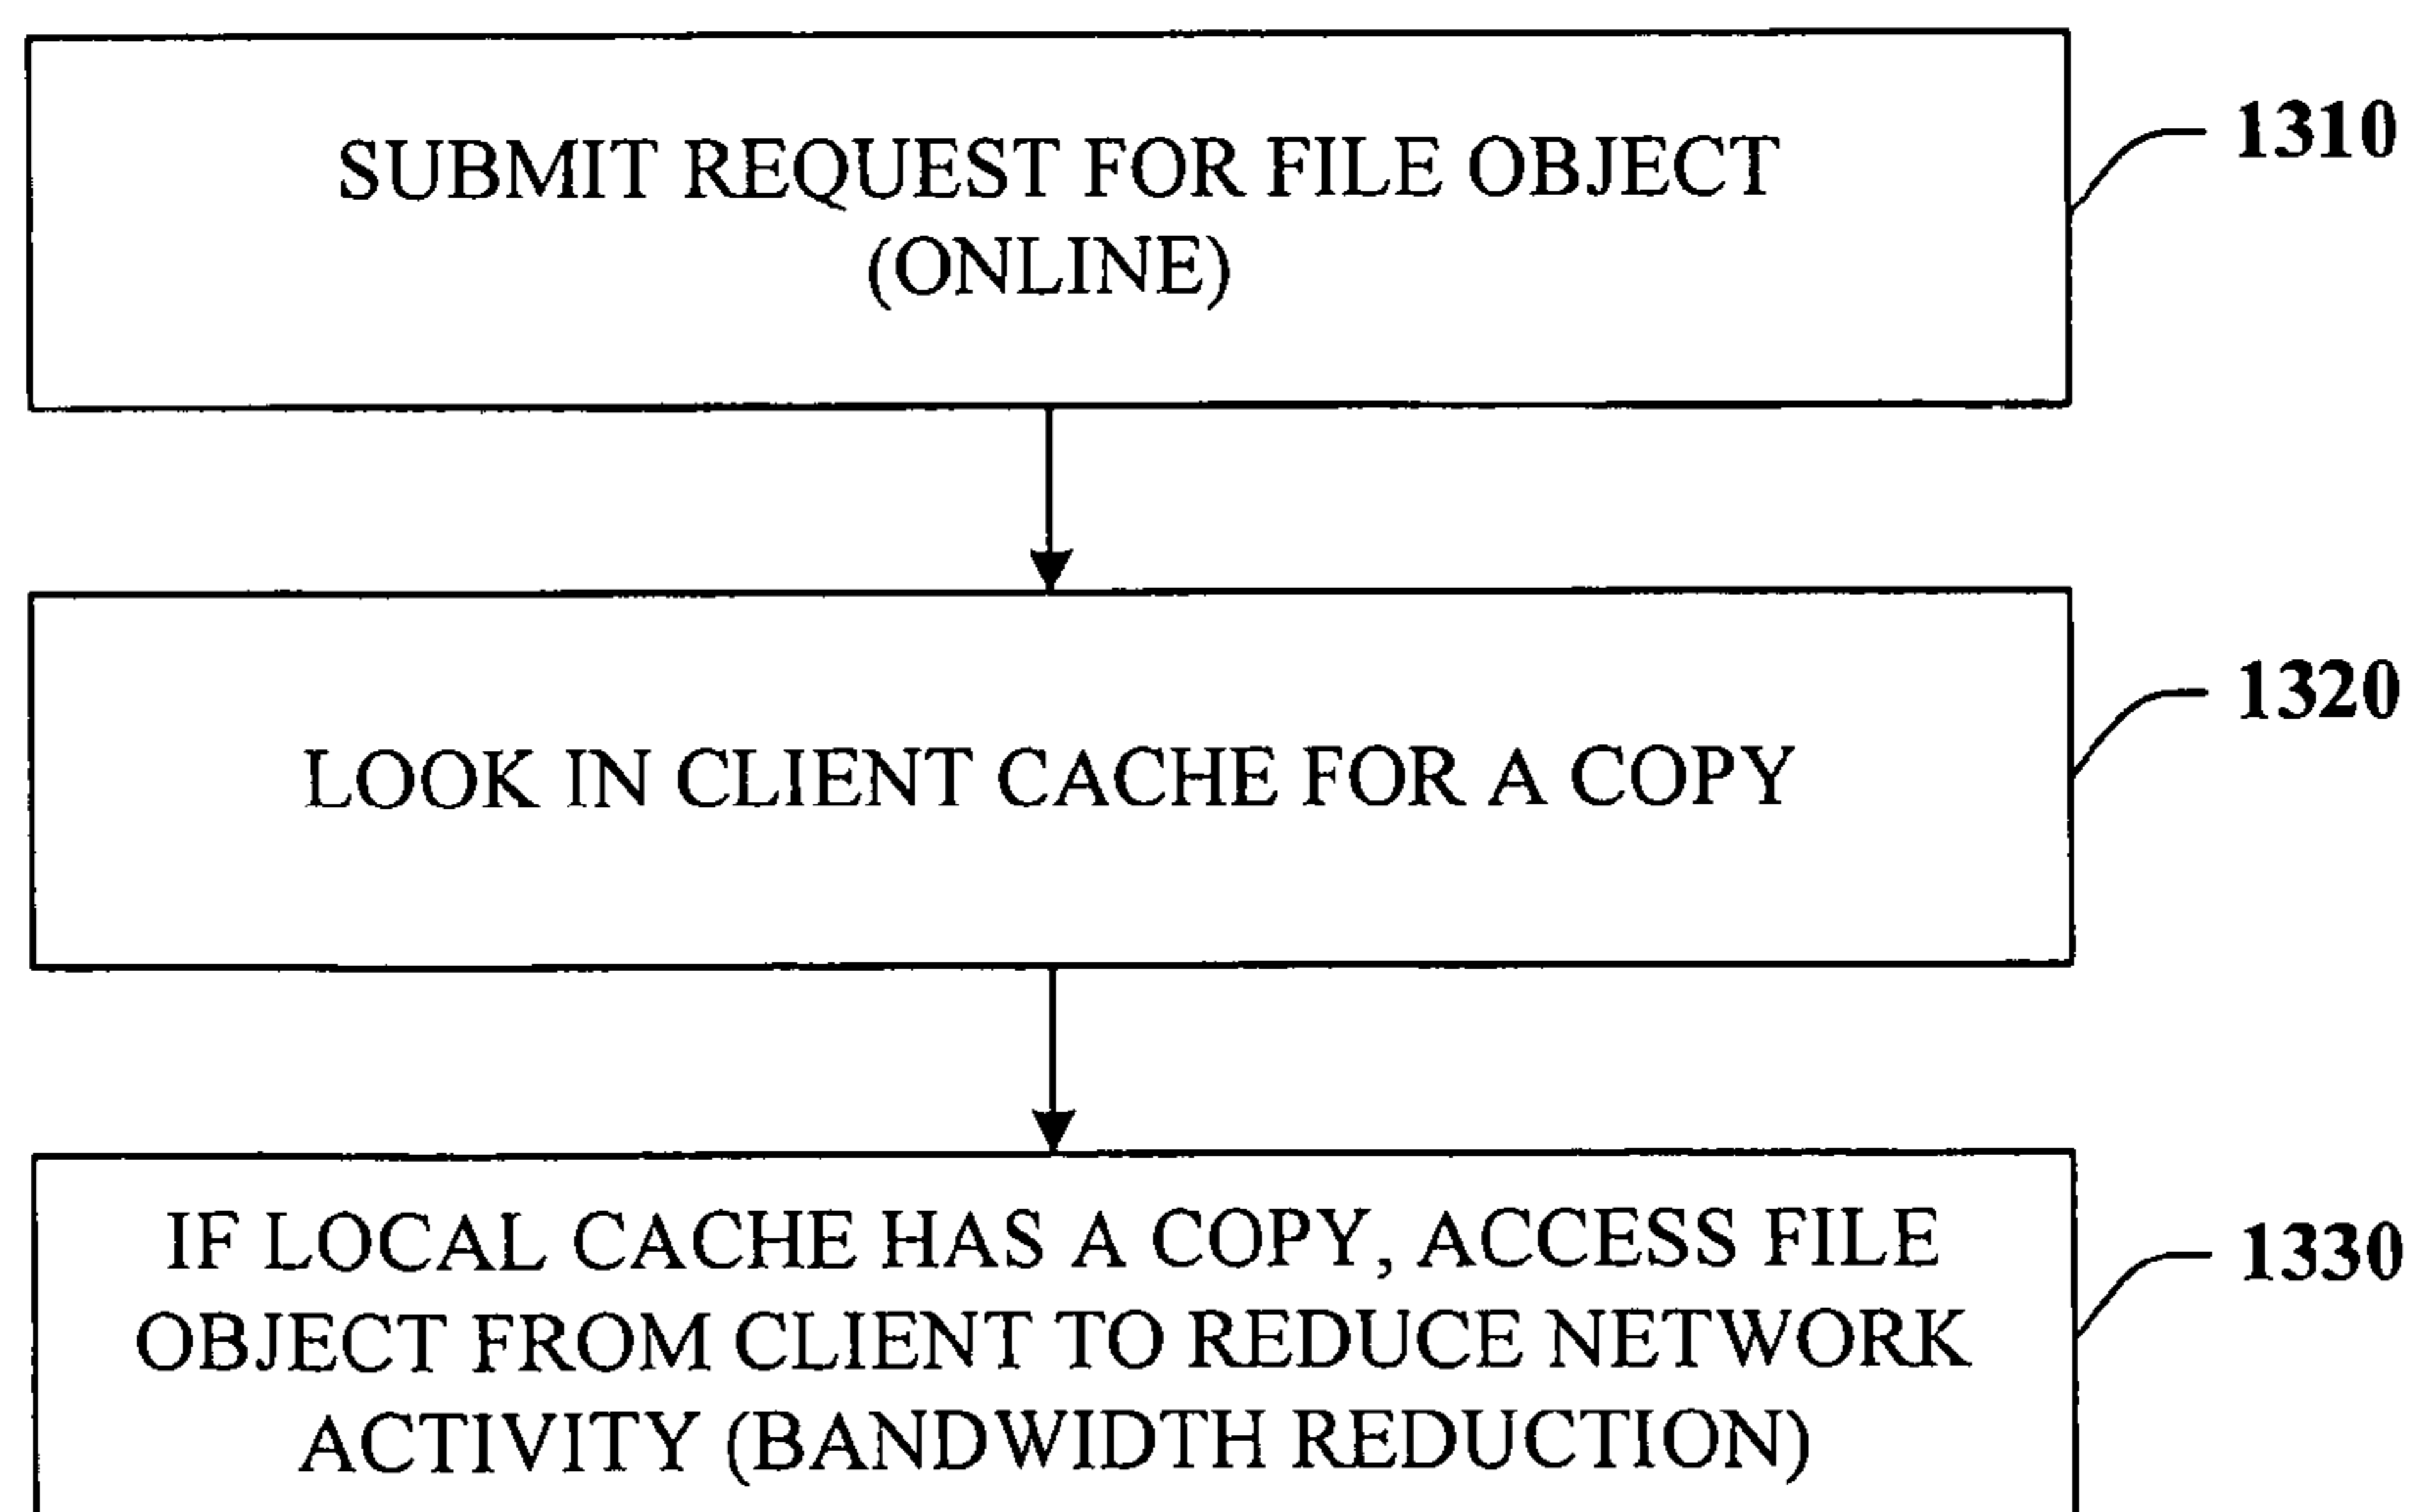 SUBMIT REQUEST FOR FILE OBJECT
(ONLINE)
1310
LOOK IN CLIENT CACHE FOR A COPY
1320
IF LOCAL CACHE HAS A COPY, ACCESS FILE
OBJECT FROM CLIENT TO REDUCE NETWORK
ACTIVITY (BANDWIDTH REDUCTION)
1330